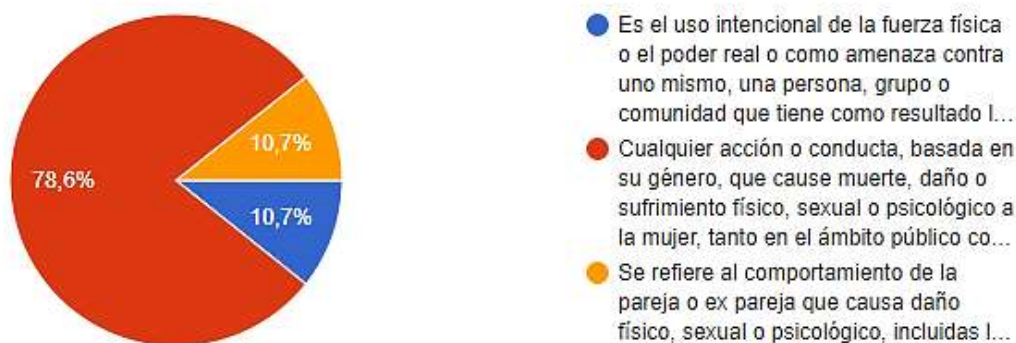 78,6%
10,7%
10,7%
Es el uso intencional de la fuerza física
o el poder real o como amenaza contra
uno mismo, una persona, grupo o
comunidad que tiene como resultado l...
Cualquier acción o conducta, basada en
su género, que cause muerte, daño o
sufrimiento físico, sexual o psicológico a
la mujer, tanto en el ámbito público co...
Se refiere al comportamiento de la
pareja o ex pareja que causa daño
físico, sexual o psicológico, incluidas l...